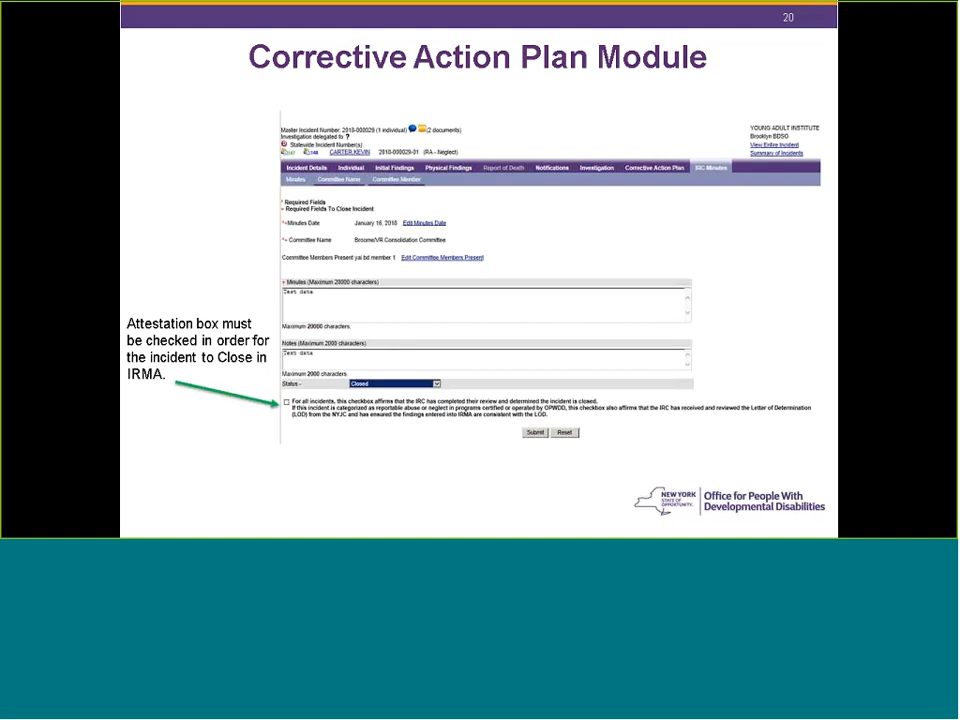 20
Corrective Action Plan Module
Master Incident Number: 2018-000029 (1 individual) (2 documents)
Investigation delegated to ?
Statewide Incident Number(s):
CARTER,KEVIN 2018-000029-01 (RA - Neglect)
YOUNG ADULT INSTITUTE
Brooklyn BDSO
View Entire Incident
Summary of Incidents
Incident Details Individual Initial Findings Physical Findings Report of Death Notifications Investigation Corrective Action Plan IRC Minutes
Minutes Committee Name Committee Member
* Required Fields
+ Required Fields To Close Incident
*+Minutes Date January 16, 2018 Edit Minutes Date
*+ Committee Name Broome/VR Consolidation Committee
Committee Members Present yai bd member 1 Edit Committee Members Present
+ Minutes (Maximum 20000 characters)
Test data
Maximum 20000 characters.
Notes (Maximum 2000 characters)
Test data
Maximum 2000 characters.
Status - Closed
Attestation box must
be checked in order for
the incident to Close in
IRMA.
For all incidents, this checkbox affirms that the IRC has completed their review and determined the incident is closed.
If this incident is categorized as reportable abuse or neglect in programs certified or operated by OPWDD, this checkbox also affirms that the IRC has received and reviewed the Letter of Determination
(LOD) from the NYJC and has ensured the findings entered into IRMA are consistent with the LOD.
Submit Reset
NEW YORK
STATE OF
OPPORTUNITY.
Office for People With
Developmental Disabilities